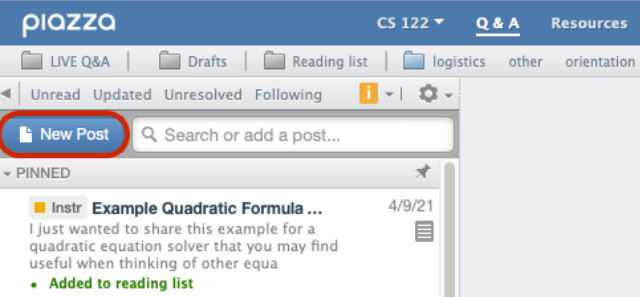 piazza CS 122 Q & A Resources
LIVE Q&A Drafts Reading list logistics other orientation
Unread Updated Unresolved Following i
New Post Search or add a post...
PINNED
Instr Example Quadratic Formula ... 4/9/21
I just wanted to share this example for a
quadratic equation solver that you may find
useful when thinking of other equa
• Added to reading list